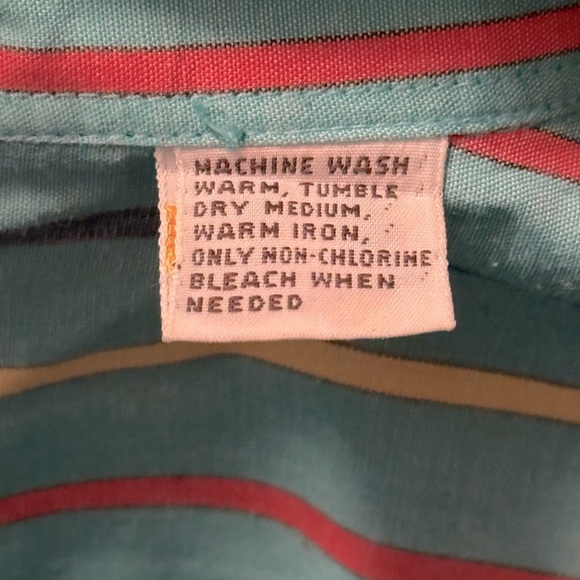 MACHINE WASH
WARM, TUMBLE
DRY MEDIUM,
WARM IRON,
ONLY NON-CHLORINE
BLEACH WHEN
NEEDED